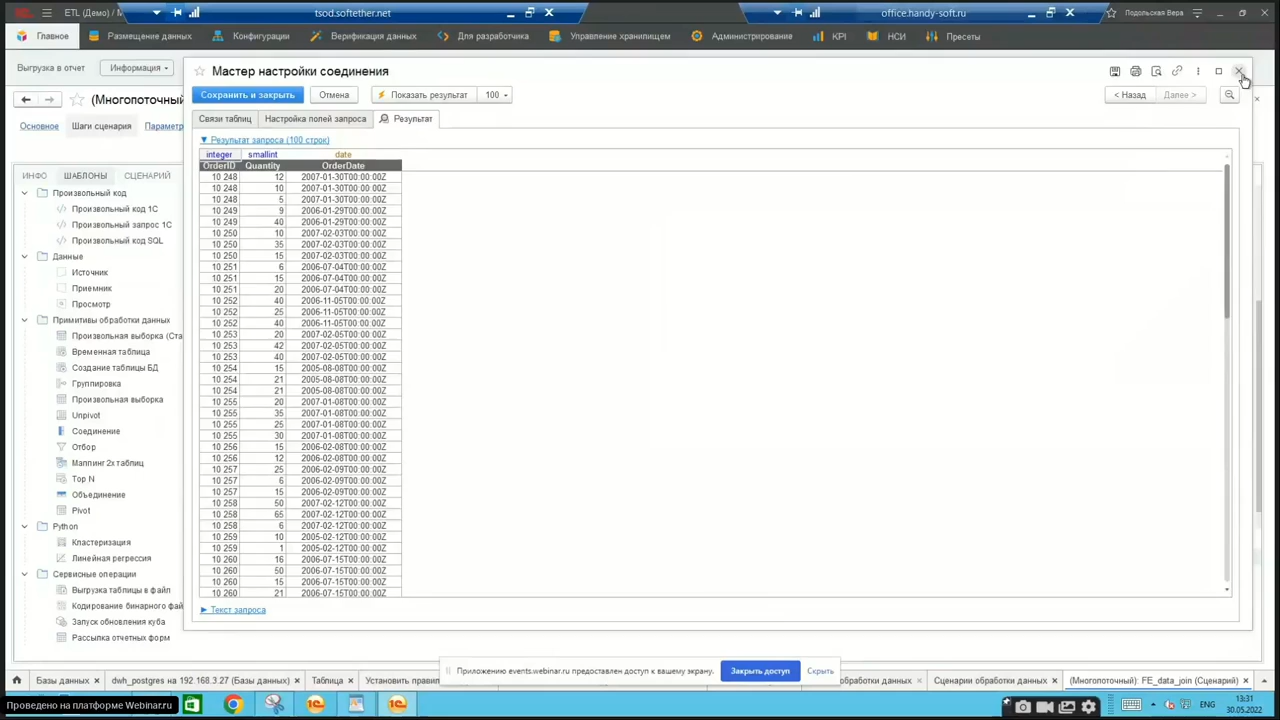 ETL (Демо) /
tsod.softether.net
office.handy-soft.ru
Подольская Вера
Главное
Размещение данных
Конфигурации
Верификация данных
Для разработчика
Управление хранилищем
Администрирование
KPI
НСИ
Пресеты
Выгрузка в отчет
Информация
(Многопоточный
Основное
Шаги сценария
Параметр
ИНФО
ШАБЛОНЫ
СЦЕНАРИЙ
Произвольный код
Произвольный код 1С
Произвольный запрос 1С
Произвольный код SQL
Данные
Источник
Приемник
Просмотр
Примитивы обработки данных
Произвольная выборка (Ста
Временная таблица
Создание таблицы БД
Группировка
Произвольная выборка
Unpivot
Соединение
Отбор
Маппинг 2х таблиц
Top N
Объединение
Pivot
Python
Кластеризация
Линейная регрессия
Сервисные операции
Выгрузка таблицы в файл
Кодирование бинарного фай
Запуск обновления куба
Рассылка отчетных форм
Мастер настройки соединения
Сохранить и закрыть
Отмена
Показать результат
100
< Назад
Далее >
Связи таблиц
Настройка полей запроса
Результат
Результат запроса (100 строк)
integer smallint date
OrderID Quantity OrderDate
10 248 12 2007-01-30T00:00:00Z
10 248 10 2007-01-30T00:00:00Z
10 248 5 2007-01-30T00:00:00Z
10 249 9 2006-01-29T00:00:00Z
10 249 40 2006-01-29T00:00:00Z
10 250 10 2007-02-03T00:00:00Z
10 250 35 2007-02-03T00:00:00Z
10 250 15 2007-02-03T00:00:00Z
10 251 6 2006-07-04T00:00:00Z
10 251 15 2006-07-04T00:00:00Z
10 251 20 2006-07-04T00:00:00Z
10 252 40 2006-11-05T00:00:00Z
10 252 25 2006-11-05T00:00:00Z
10 252 40 2006-11-05T00:00:00Z
10 253 20 2007-02-05T00:00:00Z
10 253 42 2007-02-05T00:00:00Z
10 253 40 2007-02-05T00:00:00Z
10 254 15 2005-08-08T00:00:00Z
10 254 21 2005-08-08T00:00:00Z
10 254 21 2005-08-08T00:00:00Z
10 255 20 2007-01-08T00:00:00Z
10 255 35 2007-01-08T00:00:00Z
10 255 25 2007-01-08T00:00:00Z
10 255 30 2007-01-08T00:00:00Z
10 256 15 2006-02-08T00:00:00Z
10 256 12 2006-02-08T00:00:00Z
10 257 25 2006-02-09T00:00:00Z
10 257 6 2006-02-09T00:00:00Z
10 257 15 2006-02-09T00:00:00Z
10 258 50 2007-02-12T00:00:00Z
10 258 65 2007-02-12T00:00:00Z
10 258 6 2007-02-12T00:00:00Z
10 259 10 2005-02-12T00:00:00Z
10 259 1 2005-02-12T00:00:00Z
10 260 16 2006-07-15T00:00:00Z
10 260 50 2006-07-15T00:00:00Z
10 260 15 2006-07-15T00:00:00Z
10 260 21 2006-07-15T00:00:00Z
Текст запроса
Приложению events.webinar.ru предоставлен доступ к вашему экрану.
Закрыть доступ
Скрыть
Базы данных
dwh_postgres на 192.168.3.27 (Базы данных)
Таблица
Установить правил
обработки данных
Сценарии обработки данных
(Многопоточный): FE_data_join (Сценарий)
Проведено на платформе Webinar.ru
ENG
13:31
30.05.2022